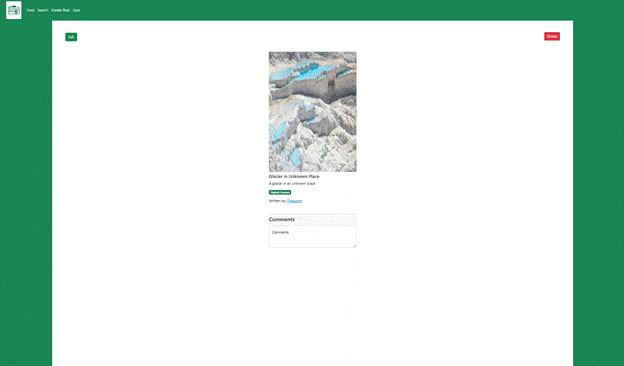 Feed Search Create Post User
Edit
Delete
Glacier in Unknown Place
A glacier in an unknown place
Written by:
Comments
Comments